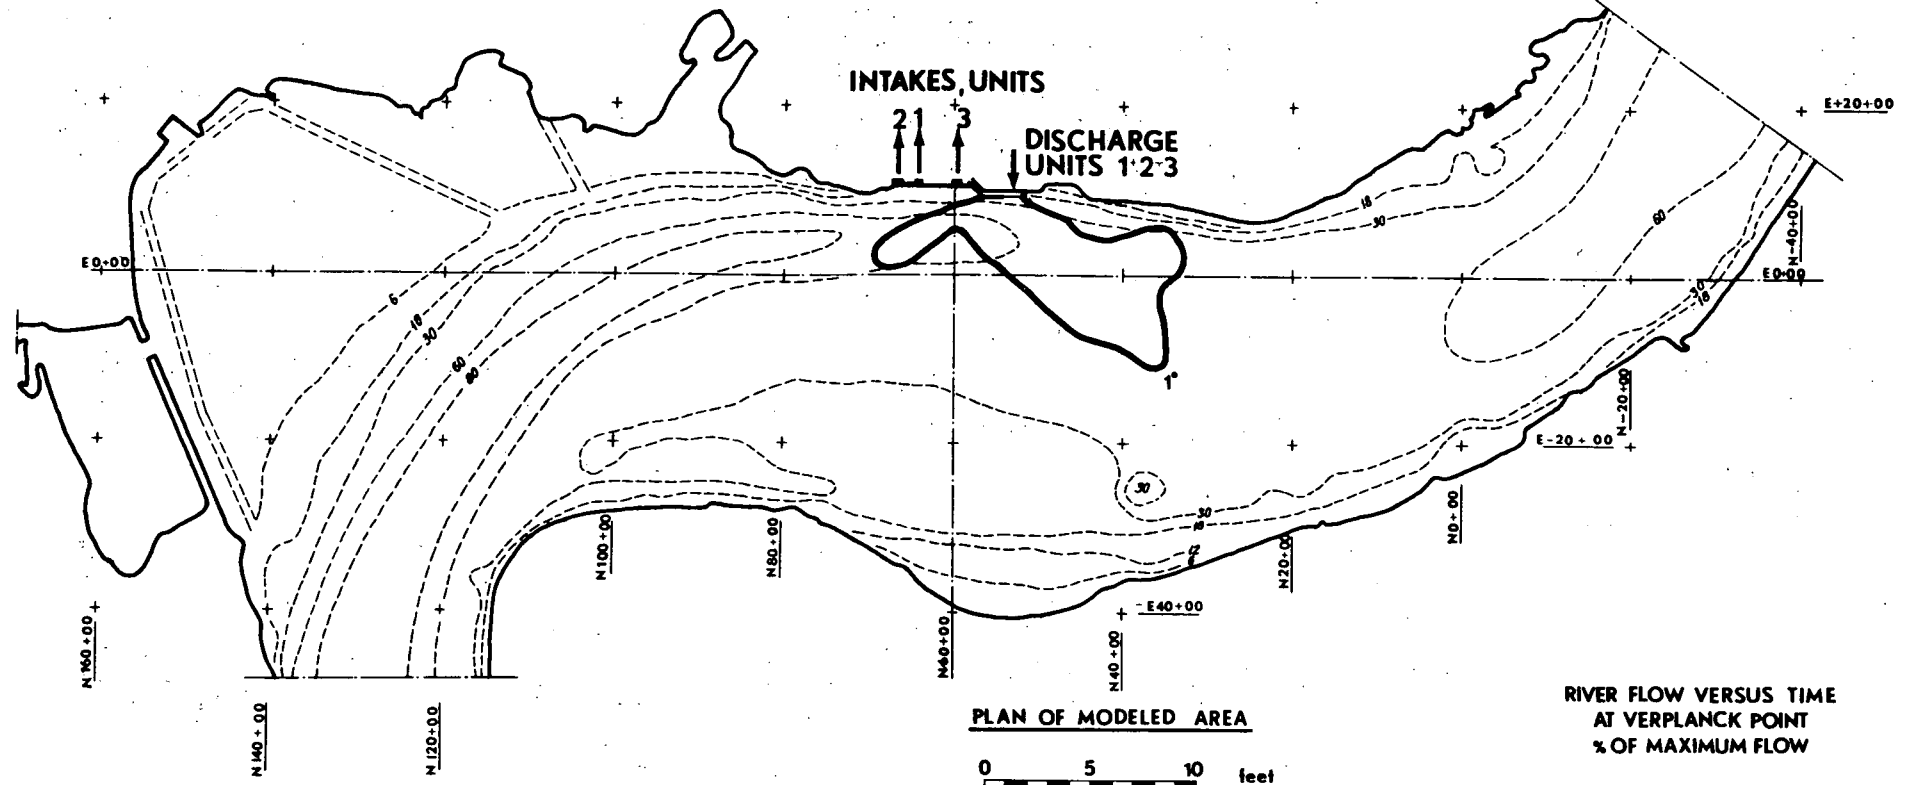 INTAKES, UNITS
2 1 3
DISCHARGE
UNITS 1-2-3
E+20+00
18
30
60
N-40+00
E0+00
E0+00
6
18
30
60
80
30
18
1°
N-20+00
E-20+00
30
30
18
12
6
N100+00
N80+00
N20+00
N0+00
-E40+00
N160+00
N60+00
N40+00
N140+00
N120+00
PLAN OF MODELED AREA
0 5 10 feet
RIVER FLOW VERSUS TIME
AT VERPLANCK POINT
% OF MAXIMUM FLOW